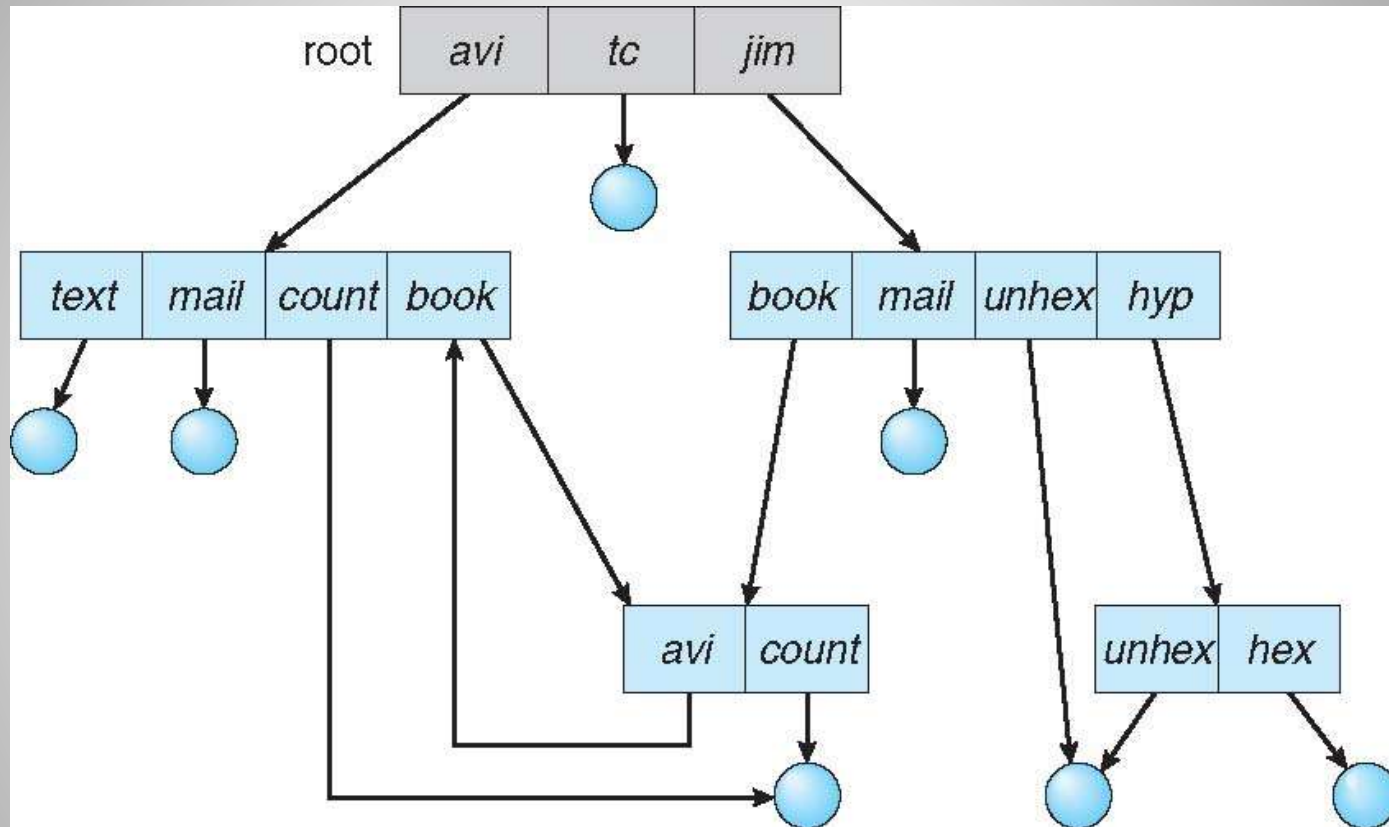 root avi tc jim
text mail count book book mail unhex hyp
avi count unhex hex